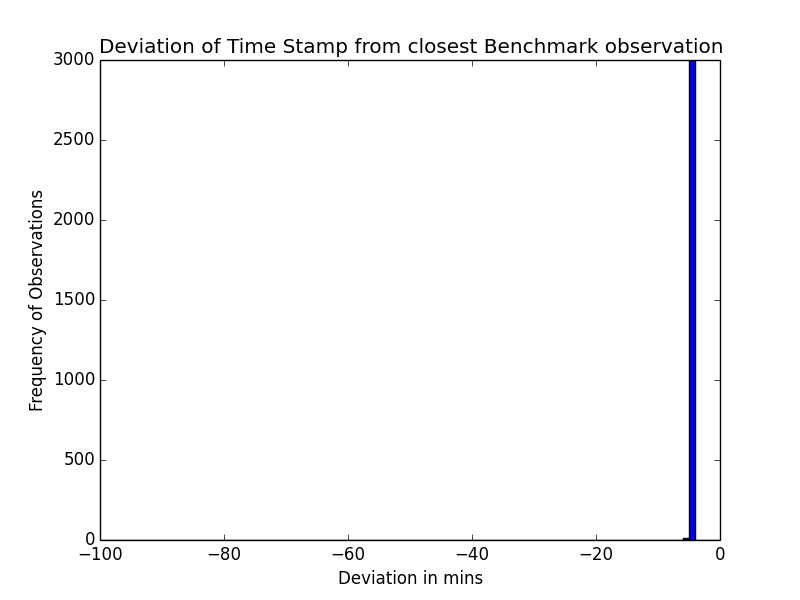 Deviation of Time Stamp from closest Benchmark observation
3000
2500
2000
1500
1000
500
0
Frequency of Observations
−100 −80 −60 −40 −20 0
Deviation in mins